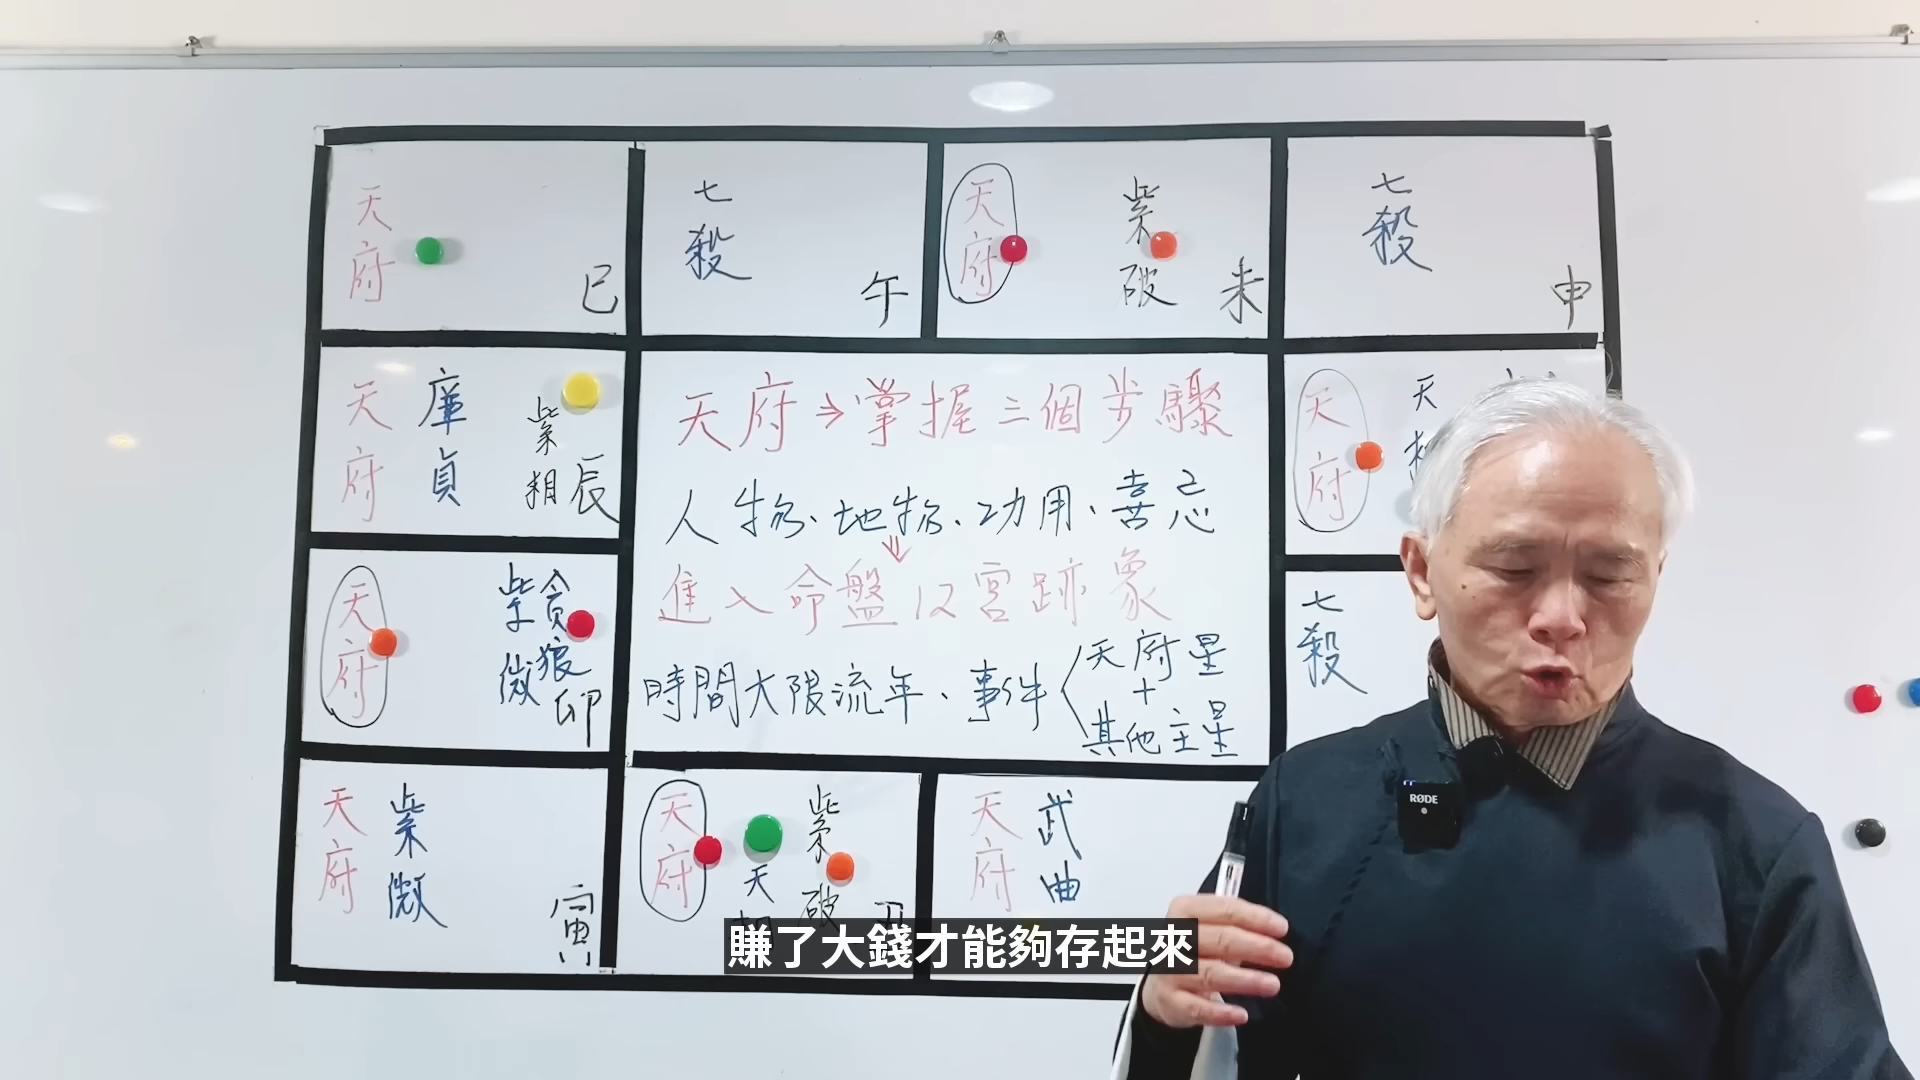 天府
巳
七殺
午
天府 紫破
未
七殺
申
天府 廉貞 紫相
辰
天府→掌握三個步驟
人物、地物、功用、喜忌
進入命盤12宮跡象
時間大限流年、事件
天府星
+
其他主星
天府
天
天府 紫微 貪狼
卯
七殺
天府 紫微
寅
天府 天 紫破
天府 武曲
RØDE
賺了大錢才能夠存起來